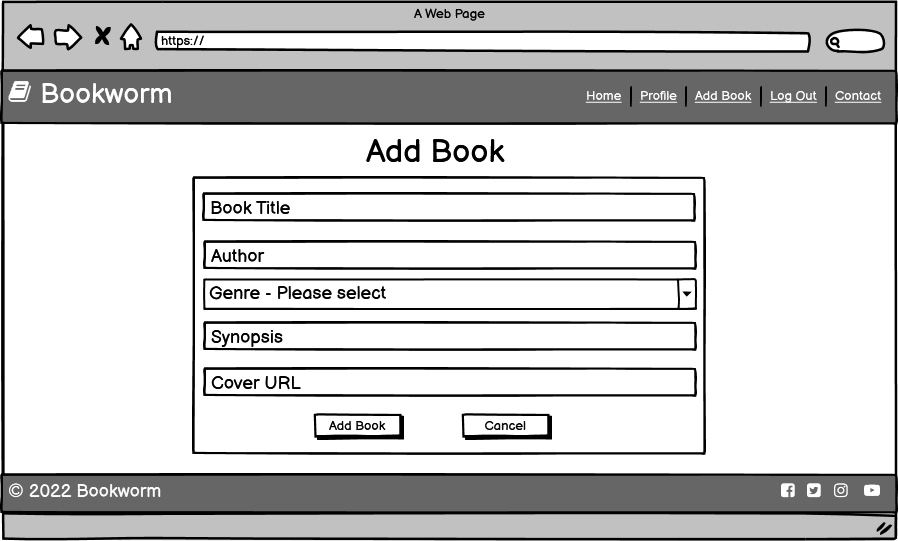 A Web Page
https://
Bookworm
Home Profile Add Book Log Out Contact
Add Book
Book Title
Author
Genre - Please select
Synopsis
Cover URL
Add Book Cancel
© 2022 Bookworm